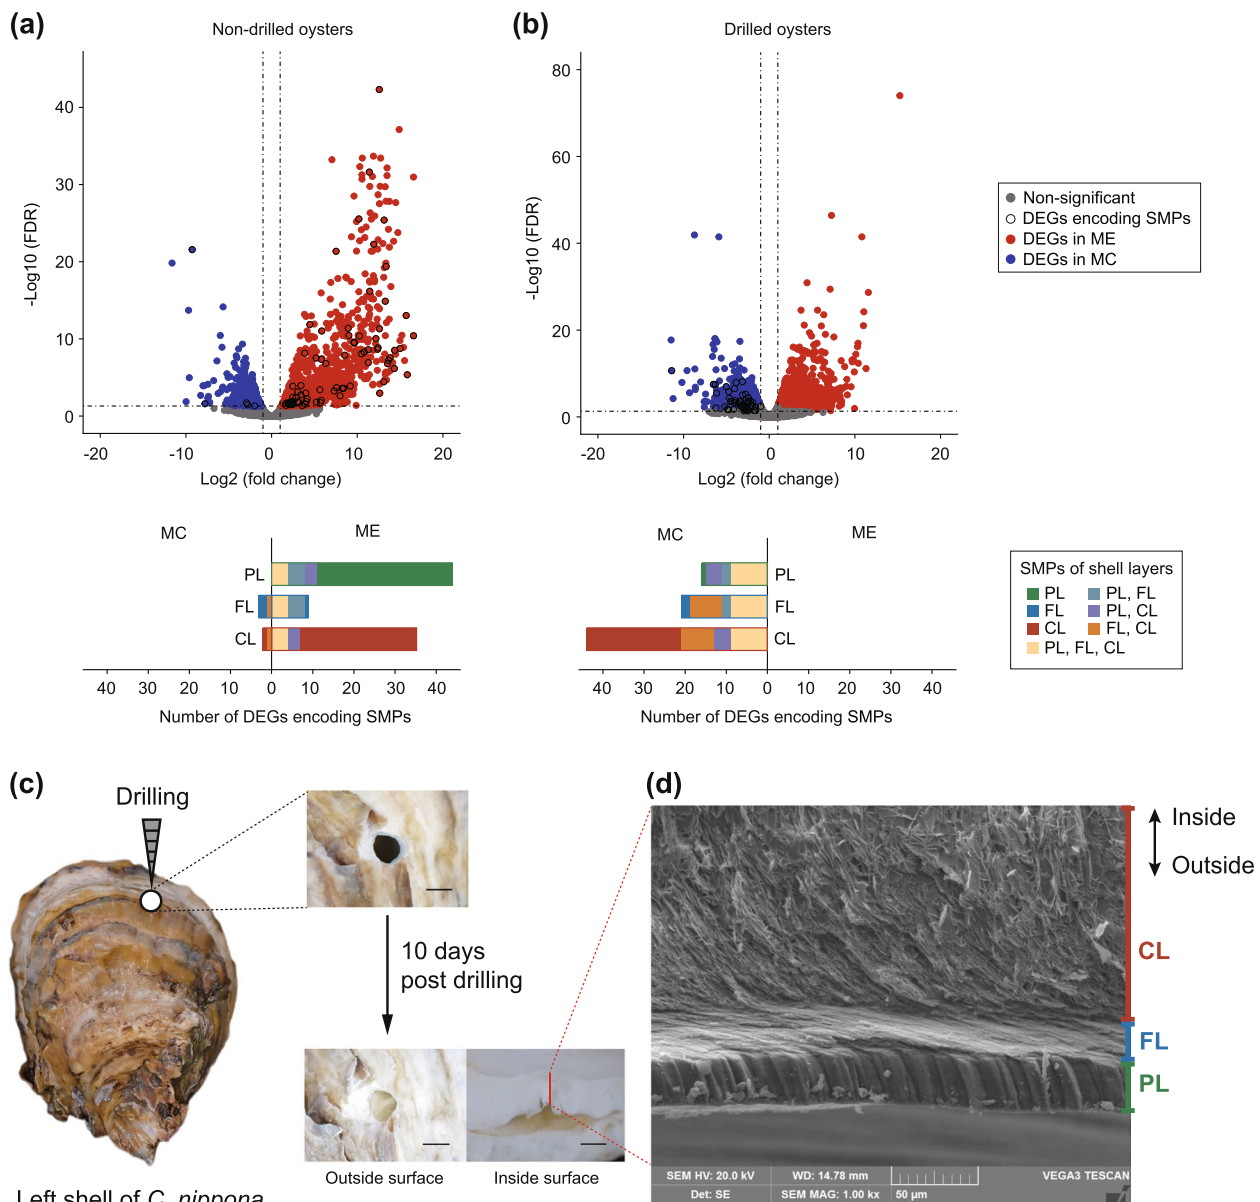 (a)
Non-drilled oysters
-Log10 (FDR)
40
30
20
10
0
-20
-10
0
10
20
Log2 (fold change)
(b)
Drilled oysters
-Log10 (FDR)
80
60
40
20
0
-20
-10
0
10
20
Log2 (fold change)
Non-significant
DEGs encoding SMPs
DEGs in ME
DEGs in MC
MC
ME
PL
FL
CL
40
30
20
10
0
10
20
30
40
Number of DEGs encoding SMPs
MC
ME
PL
FL
CL
40
30
20
10
0
10
20
30
40
Number of DEGs encoding SMPs
SMPs of shell layers
PL
PL, FL
FL
PL, CL
CL
FL, CL
PL, FL, CL
(c)
Drilling
10 days
post drilling
Outside surface
Inside surface
Left shell of C. nippona
(d)
Inside
Outside
CL
FL
PL
SEM HV: 20.0 kV
WD: 14.78 mm
VEGA3 TESCAN
Det: SE
SEM MAG: 1.00 kx
50 µm